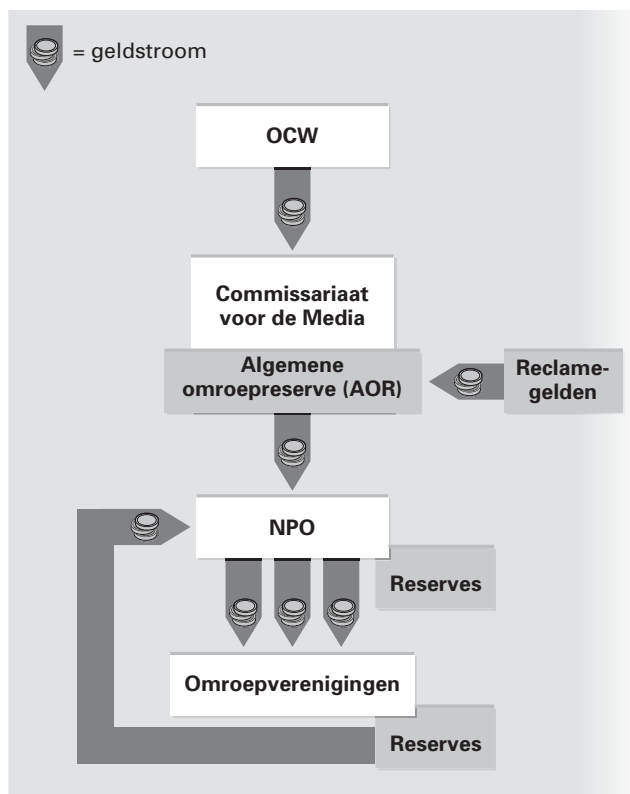 = geldstroom
OCW
Commissariaat
voor de Media
Algemene
omroepreserve (AOR)
Reclame-
gelden
NPO
Reserves
Omroepverenigingen
Reserves